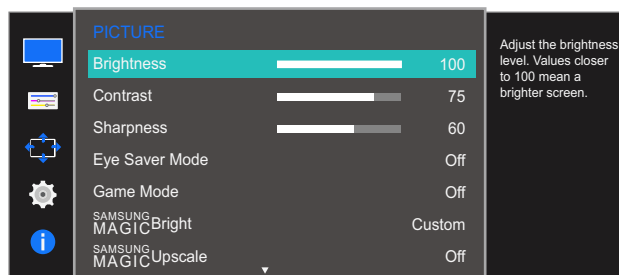 PICTURE
Brightness 100
Contrast 75
Sharpness 60
Eye Saver Mode Off
Game Mode Off
SAMSUNG
MAGIC Bright Custom
SAMSUNG
MAGIC Upscale Off
Adjust the brightness
level. Values closer
to 100 mean a
brighter screen.
i